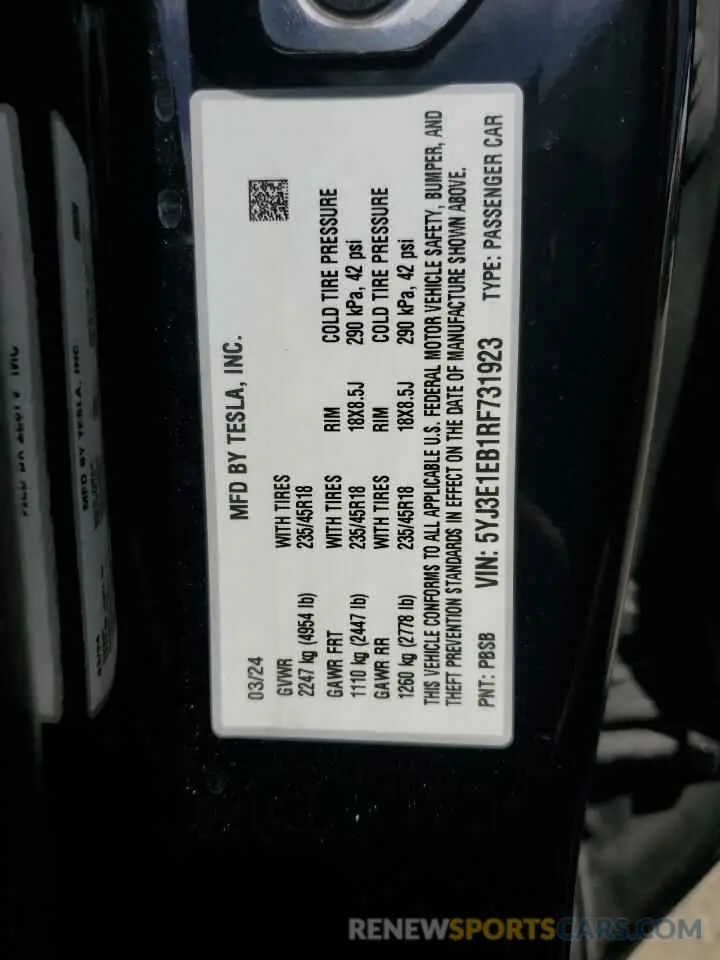 MFD BY TESLA, INC.
03/24
GVWR WITH TIRES
2247 kg (4954 lb) 235/45R18
GAWR FRT WITH TIRES RIM COLD TIRE PRESSURE
1110 kg (2447 lb) 235/45R18 18X8.5J 290 kPa, 42 psi
GAWR RR WITH TIRES RIM COLD TIRE PRESSURE
1260 kg (2778 lb) 235/45R18 18X8.5J 290 kPa, 42 psi
THIS VEHICLE CONFORMS TO ALL APPLICABLE U.S. FEDERAL MOTOR VEHICLE SAFETY, BUMPER, AND
THEFT PREVENTION STANDARDS IN EFFECT ON THE DATE OF MANUFACTURE SHOWN ABOVE.
PNT: PBSB VIN: 5YJ3E1EB1RF731923 TYPE: PASSENGER CAR
MFD BY TESLA, INC.
RENEWSPORTSCARS.COM